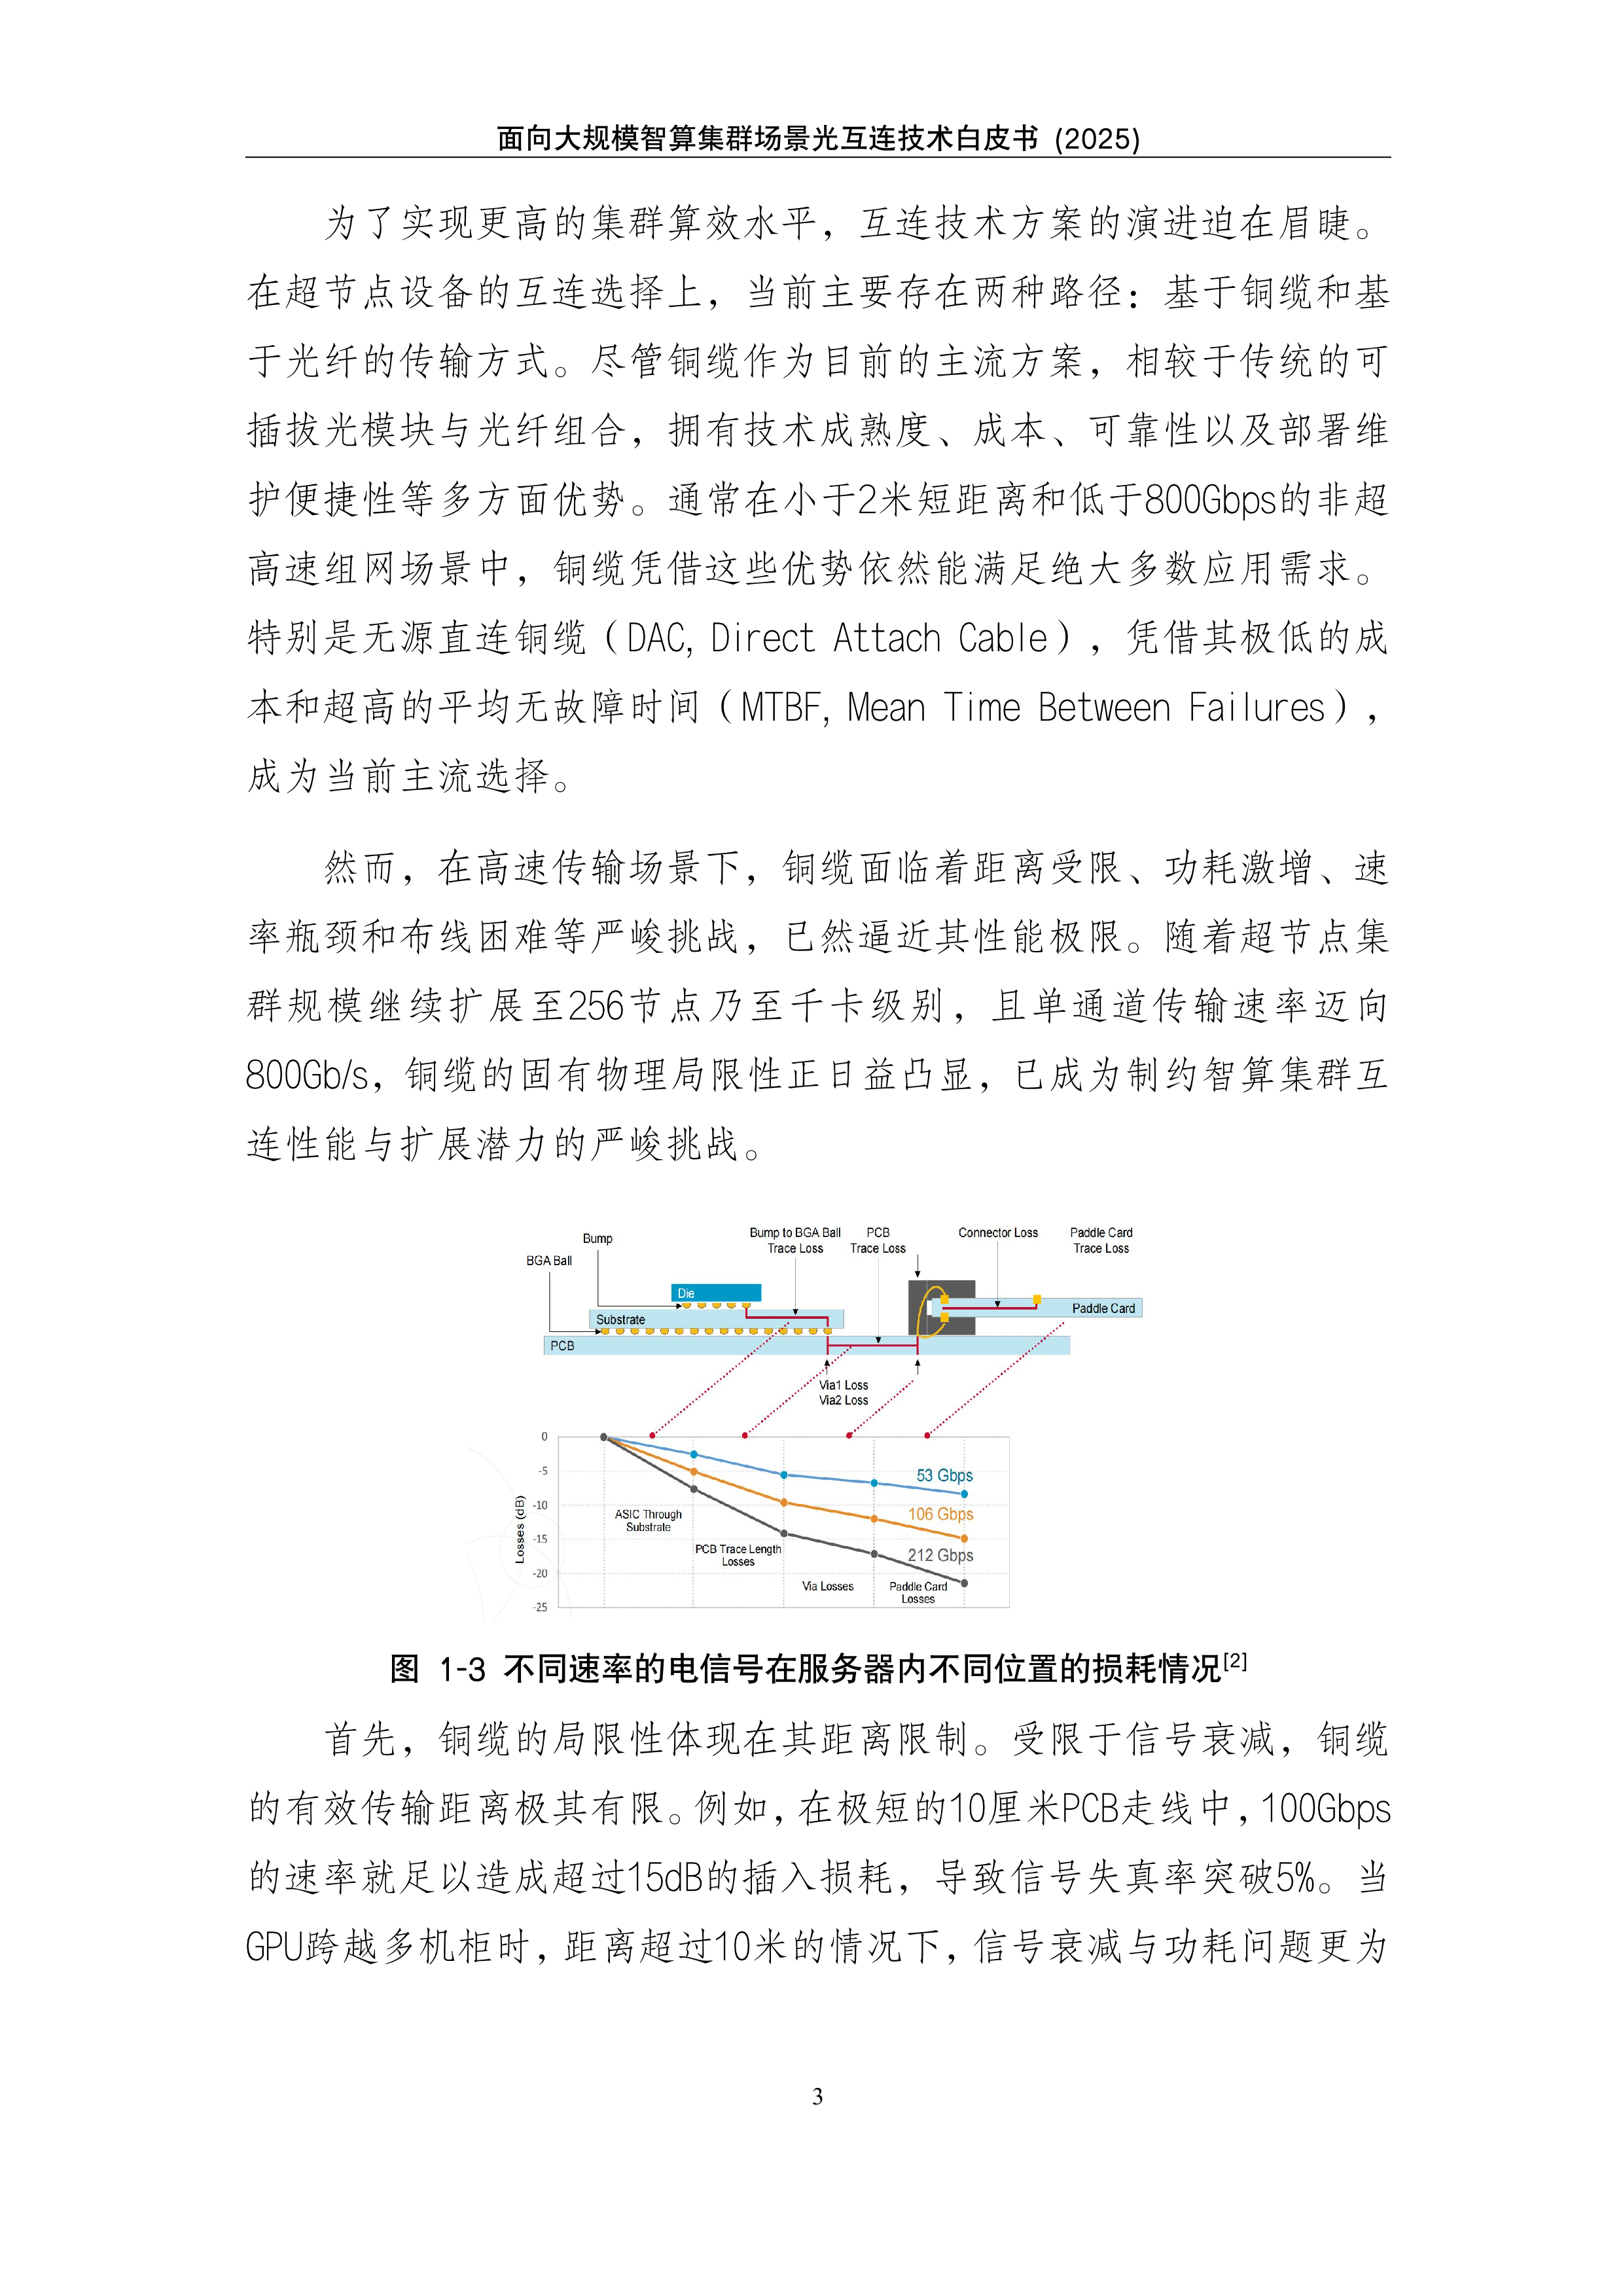 面向大规模智算集群场景光互连技术白皮书 (2025)
为了实现更高的集群算效水平，互连技术方案的演进迫在眉睫。
在超节点设备的互连选择上，当前主要存在两种路径：基于铜缆和基
于光纤的传输方式。尽管铜缆作为目前的主流方案，相较于传统的可
插拔光模块与光纤组合，拥有技术成熟度、成本、可靠性以及部署维
护便捷性等多方面优势。通常在小于2米短距离和低于800Gbps的非超
高速组网场景中，铜缆凭借这些优势依然能满足绝大多数应用需求。
特别是无源直连铜缆（DAC, Direct Attach Cable），凭借其极低的成
本和超高的平均无故障时间（MTBF, Mean Time Between Failures），
成为当前主流选择。
然而，在高速传输场景下，铜缆面临着距离受限、功耗激增、速
率瓶颈和布线困难等严峻挑战，已然逼近其性能极限。随着超节点集
群规模继续扩展至256节点乃至千卡级别，且单通道传输速率迈向
800Gb/s，铜缆的固有物理局限性正日益凸显，已成为制约智算集群互
连性能与扩展潜力的严峻挑战。
Bump
BGA Ball
Bump to BGA Ball
Trace Loss
PCB
Trace Loss
Connector Loss
Paddle Card
Trace Loss
Die
Substrate
PCB
Paddle Card
Via1 Loss
Via2 Loss
0
-5
-10
-15
-20
-25
Losses (dB)
53 Gbps
106 Gbps
212 Gbps
ASIC Through
Substrate
PCB Trace Length
Losses
Via Losses
Paddle Card
Losses
图 1-3 不同速率的电信号在服务器内不同位置的损耗情况[2]
首先，铜缆的局限性体现在其距离限制。受限于信号衰减，铜缆
的有效传输距离极其有限。例如，在极短的10厘米PCB走线中，100Gbps
的速率就足以造成超过15dB的插入损耗，导致信号失真率突破5%。当
GPU跨越多机柜时，距离超过10米的情况下，信号衰减与功耗问题更为
3